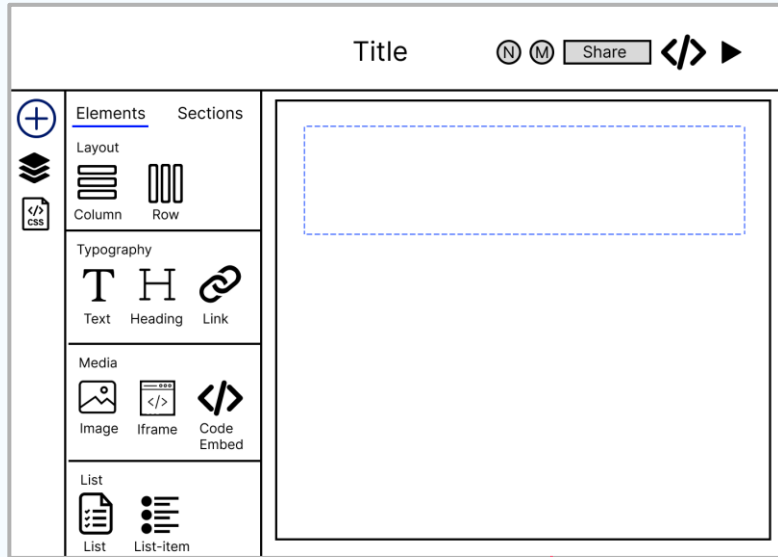 Title
N
M
Share
</>
Elements Sections
Layout
Column Row
</>
CSS
Typography
T H
Text Heading Link
Media
</>
</>
Image Iframe Code
Embed
List
List List-item